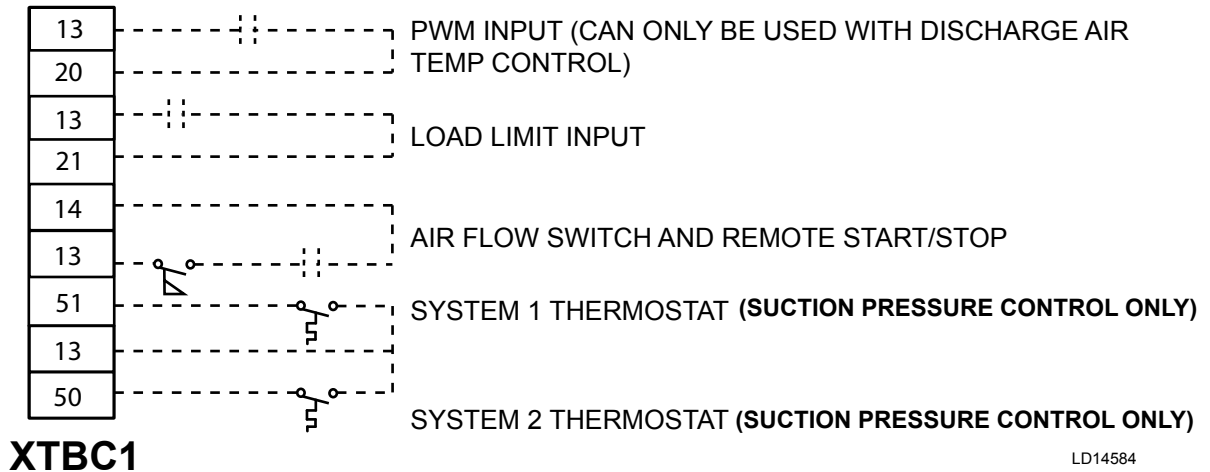 13
PWM INPUT (CAN ONLY BE USED WITH DISCHARGE AIR
20
TEMP CONTROL)
13
LOAD LIMIT INPUT
21
14
AIR FLOW SWITCH AND REMOTE START/STOP
13
51
SYSTEM 1 THERMOSTAT (SUCTION PRESSURE CONTROL ONLY)
13
50
SYSTEM 2 THERMOSTAT (SUCTION PRESSURE CONTROL ONLY)
XTBC1
LD14584